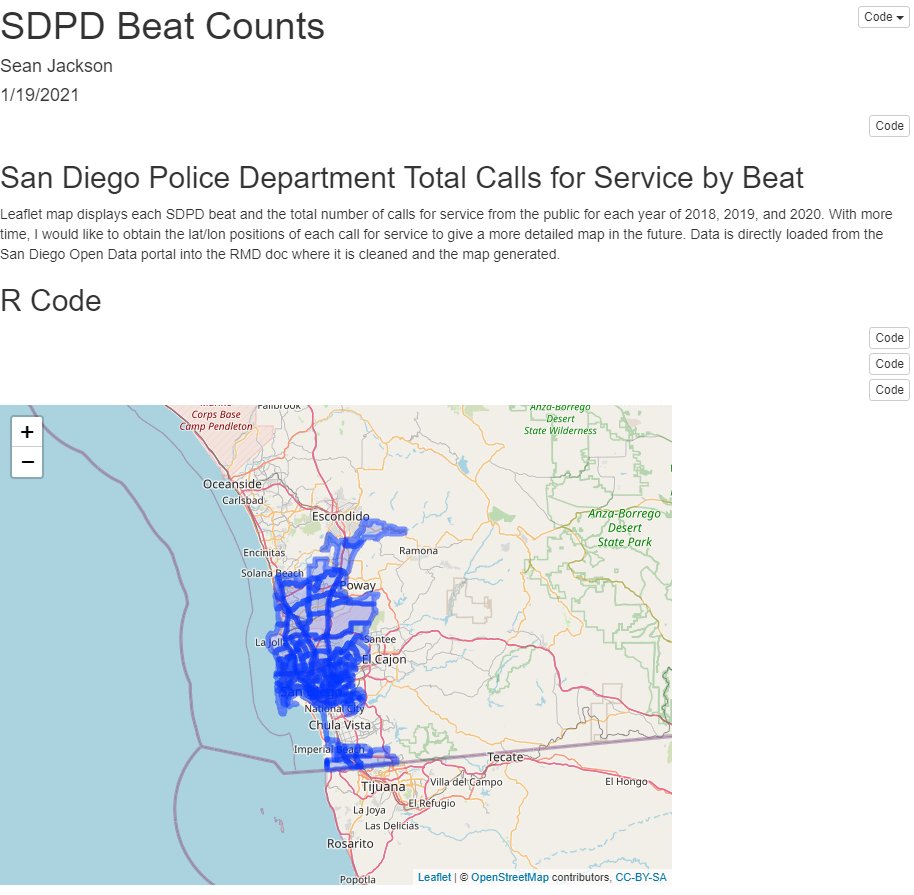 SDPD Beat Counts
Code
Sean Jackson
1/19/2021
Code
San Diego Police Department Total Calls for Service by Beat
Leaflet map displays each SDPD beat and the total number of calls for service from the public for each year of 2018, 2019, and 2020. With more
time, I would like to obtain the lat/lon positions of each call for service to give a more detailed map in the future. Data is directly loaded from the
San Diego Open Data portal into the RMD doc where it is cleaned and the map generated.
R Code
Code
Code
Code
+
−
Corps Base
Camp Pendleton
Fallbrook
Anza-Borrego
Desert
State Wilderness
Oceanside
Carlsbad
Escondido
Anza-Borrego
Desert
State Park
Encinitas
Ramona
Solana Beach
Poway
La Jolla
Santee
El Cajon
San Diego
National City
Chula Vista
Imperial Beach
Tecate
Tijuana
Villa del Campo
El Hongo
El Refugio
La Joya
Las Delicias
Rosarito
Popotla
Leaflet | © OpenStreetMap contributors, CC-BY-SA